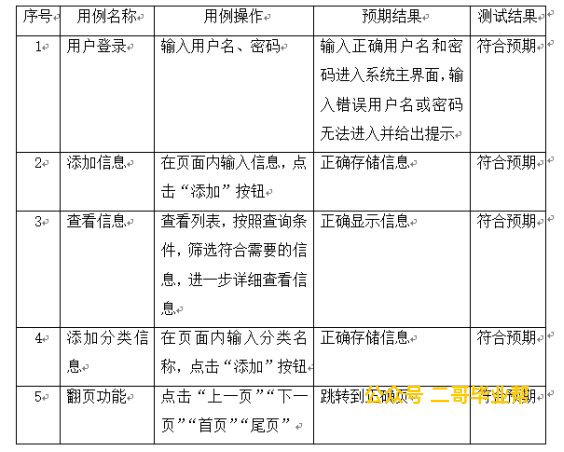 序号 用例名称 用例操作 预期结果 测试结果
1 用户登录 输入用户名、密码 输入正确用户名和密 符合预期
码进入系统主界面,输
入错误用户名或密码
无法进入并给出提示
2 添加信息 在页面内输入信息,点 正确存储信息 符合预期
击“添加”按钮
3 查看信息 查看列表,按照查询条 正确显示信息 符合预期
件,筛选符合需要的信
息,进一步详细查看信
息
4 添加分类信 在页面内输入分类名 正确存储信息 符合预期
息 称,点击“添加”按钮
5 翻页功能 点击“上一页”“下一 跳转到正确页 符合预期
页”“首页”“尾页”
公众号 二哥毕业帮